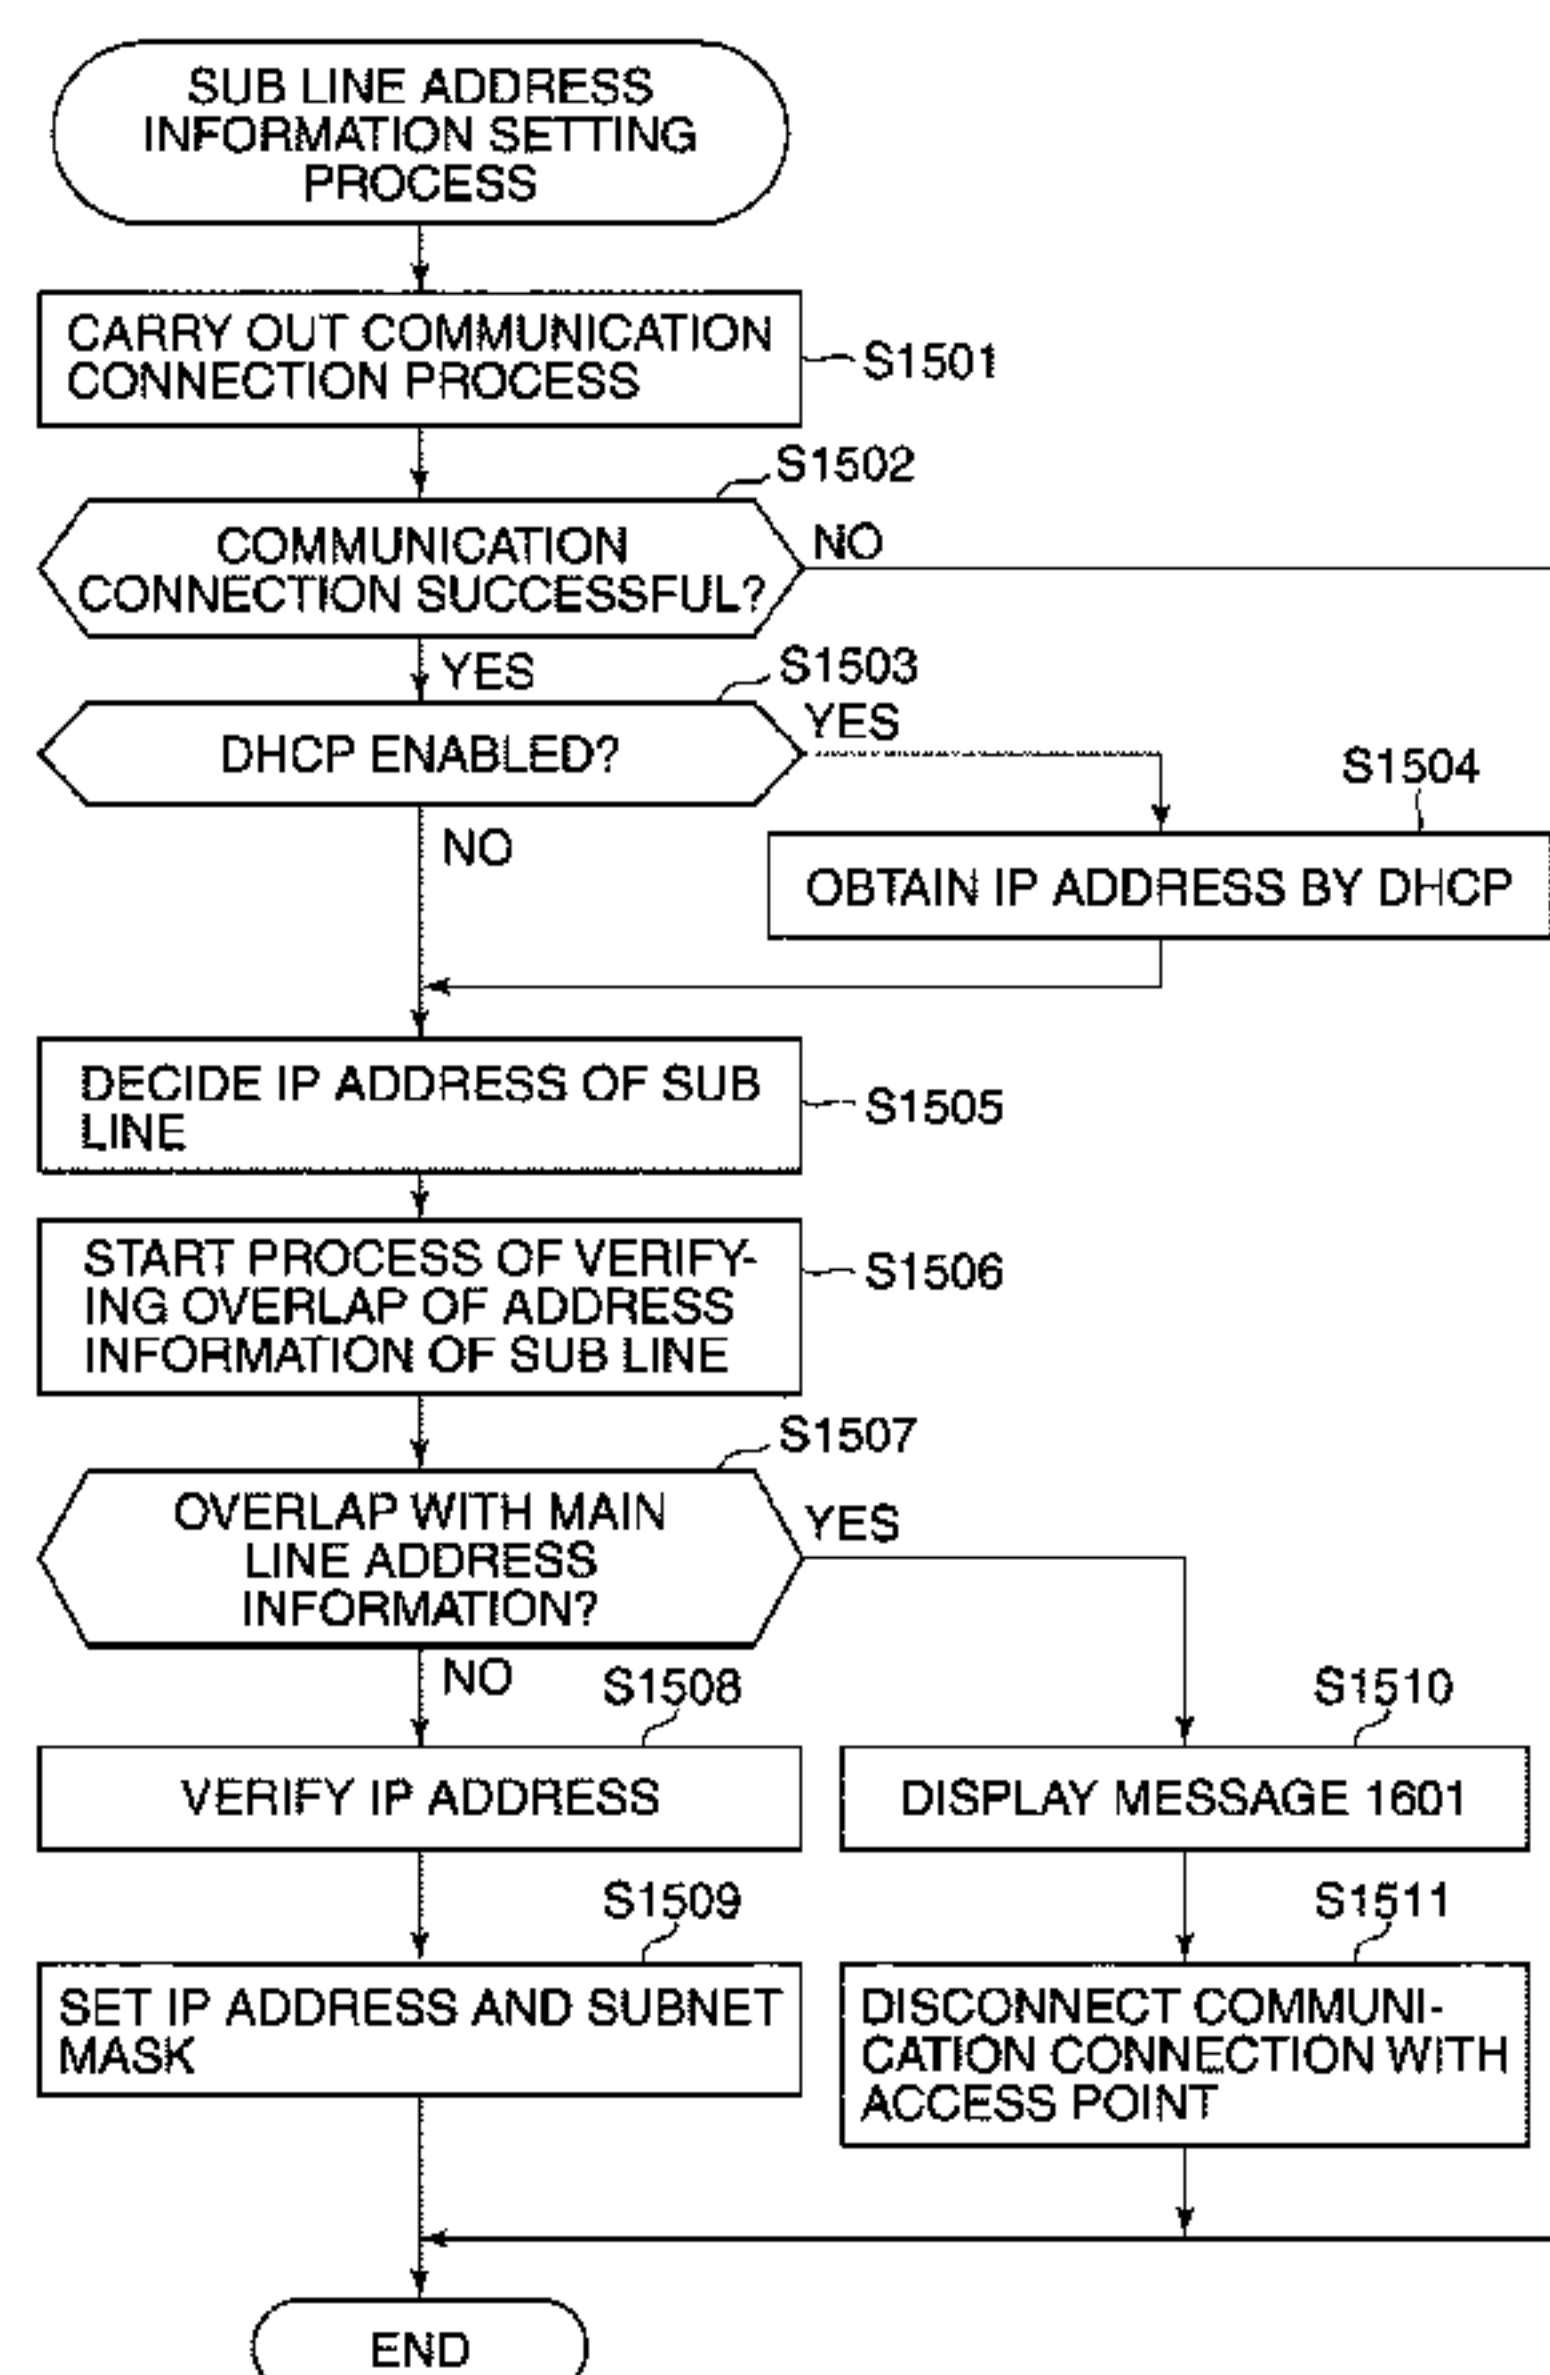 SUB LINE ADDRESS
INFORMATION SETTING
PROCESS
CARRY OUT COMMUNICATION
CONNECTION PROCESS
S1501
S1502
COMMUNICATION
CONNECTION SUCCESSFUL?
NO
YES
S1503
DHCP ENABLED?
YES
S1504
NO
OBTAIN IP ADDRESS BY DHCP
DECIDE IP ADDRESS OF SUB
LINE
S1505
START PROCESS OF VERIFY-
ING OVERLAP OF ADDRESS
INFORMATION OF SUB LINE
S1506
S1507
OVERLAP WITH MAIN
LINE ADDRESS
INFORMATION?
YES
NO
S1508
S1510
VERIFY IP ADDRESS
DISPLAY MESSAGE 1601
S1509
S1511
SET IP ADDRESS AND SUBNET
MASK
DISCONNECT COMMUNI-
CATION CONNECTION WITH
ACCESS POINT
END